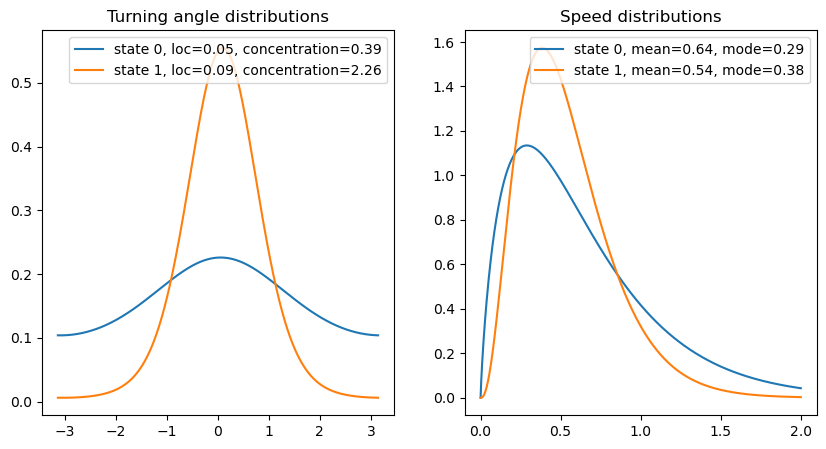 Turning angle distributions
state 0, loc=0.05, concentration=0.39
state 1, loc=0.09, concentration=2.26
0.5
0.4
0.3
0.2
0.1
0.0
−3 −2 −1 0 1 2 3
Speed distributions
state 0, mean=0.64, mode=0.29
state 1, mean=0.54, mode=0.38
1.6
1.4
1.2
1.0
0.8
0.6
0.4
0.2
0.0
0.0 0.5 1.0 1.5 2.0